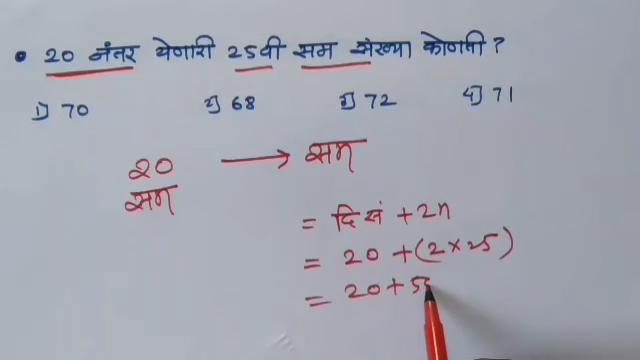 • 20 नंतर येणारी 25वी सम संख्या कोणती ?
1) 70 2) 68 3) 72 4) 71
20 → सम
सम
= दिसं + 2n
= 20 + (2 × 25)
= 20 + 5